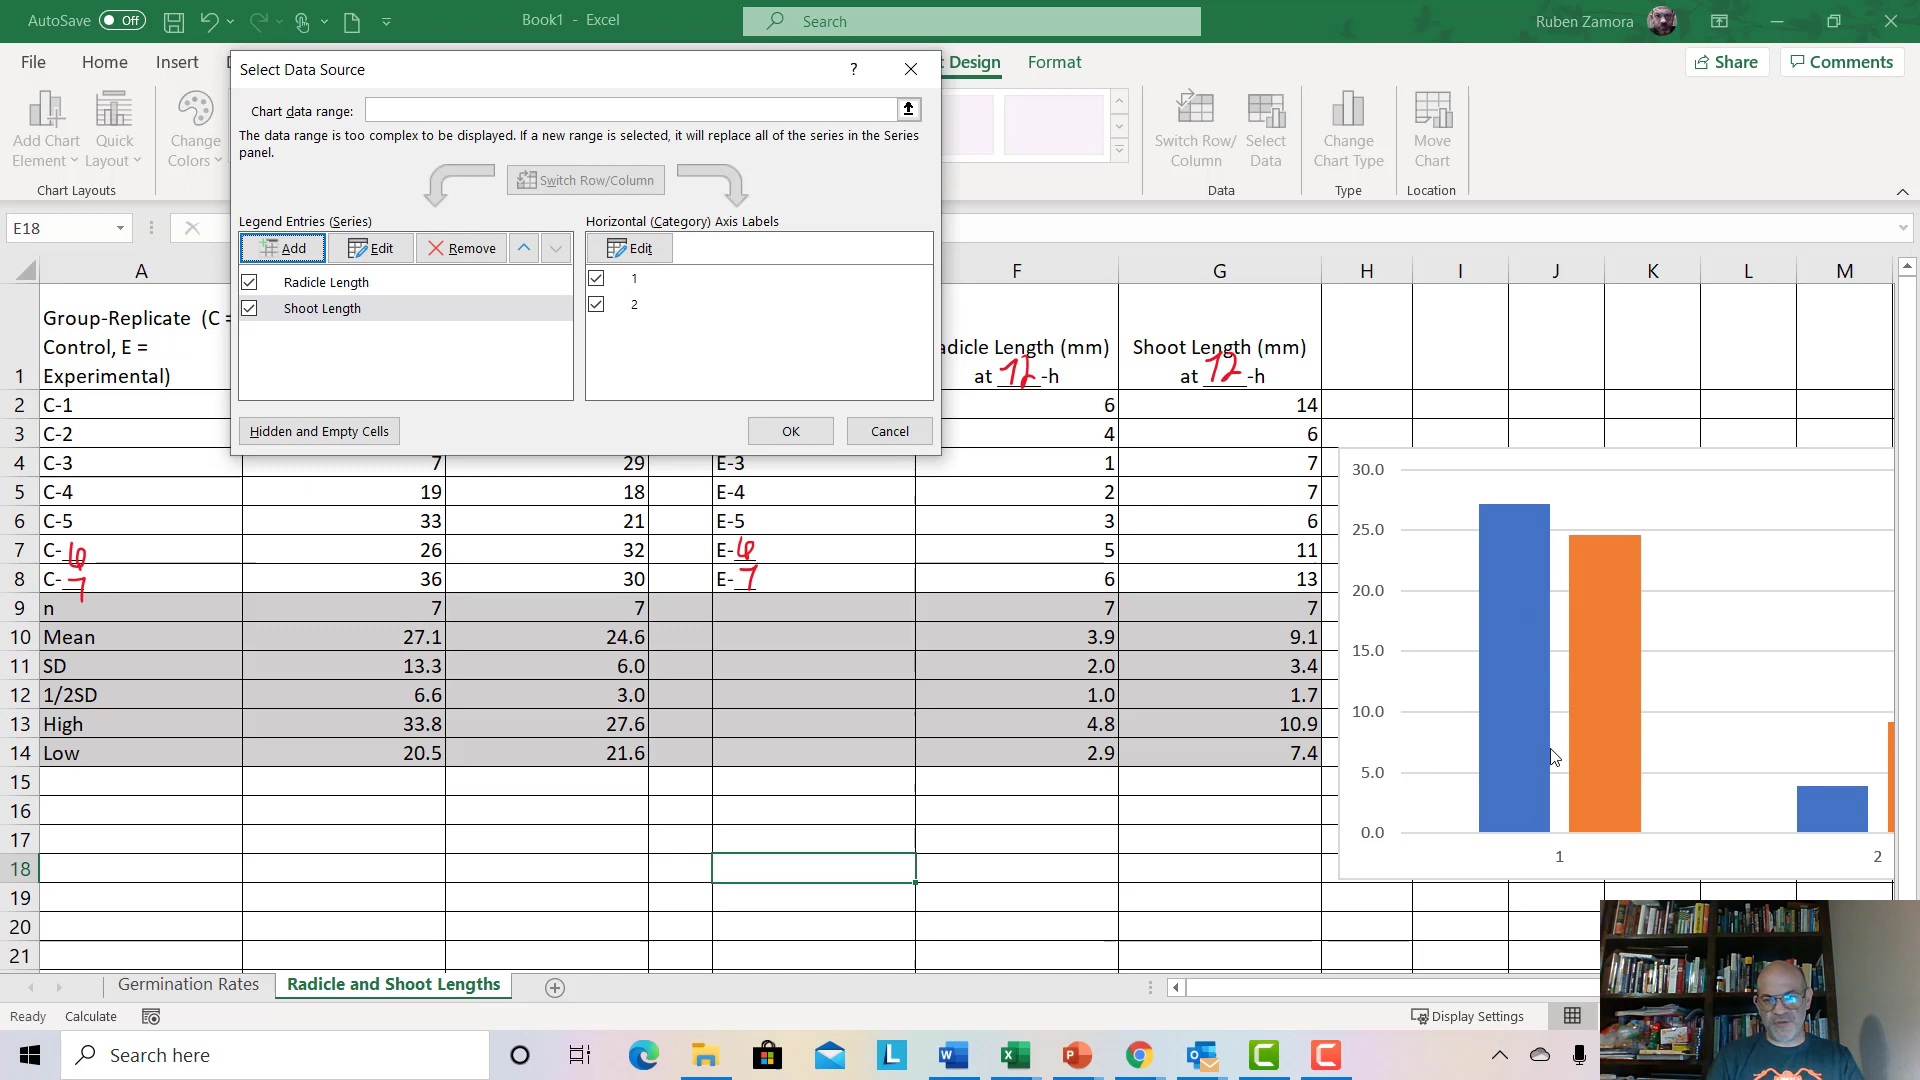 AutoSave Off
Book1 - Excel
Search
Ruben Zamora
File Home Insert Design Format
Share Comments
Add Chart Element
Quick Layout
Change Colors
Switch Row/ Column
Select Data
Change Chart Type
Move Chart
Chart Layouts
Data Type Location
E18
Select Data Source ?
Chart data range:
The data range is too complex to be displayed. If a new range is selected, it will replace all of the series in the Series
panel.
Switch Row/Column
Legend Entries (Series)
Add Edit Remove
Radicle Length
Shoot Length
Horizontal (Category) Axis Labels
Edit
1
2
Hidden and Empty Cells OK Cancel
A F G H I J K L M
1 Group-Replicate (C =
Control, E =
Experimental)
adicle Length (mm)
at 72-h
Shoot Length (mm)
at 72-h
2 C-1 6 14
3 C-2 4 6
4 C-3 7 29 E-3 1 7
5 C-4 19 18 E-4 2 7
6 C-5 33 21 E-5 3 6
7 C-6 26 32 E-6 5 11
8 C-7 36 30 E-7 6 13
9 n 7 7 7 7
10 Mean 27.1 24.6 3.9 9.1
11 SD 13.3 6.0 2.0 3.4
12 1/2SD 6.6 3.0 1.0 1.7
13 High 33.8 27.6 4.8 10.9
14 Low 20.5 21.6 2.9 7.4
15
16
17
18
19
20
21
30.0
25.0
20.0
15.0
10.0
5.0
0.0
1 2
Germination Rates Radicle and Shoot Lengths
Ready Calculate
Display Settings
Search here